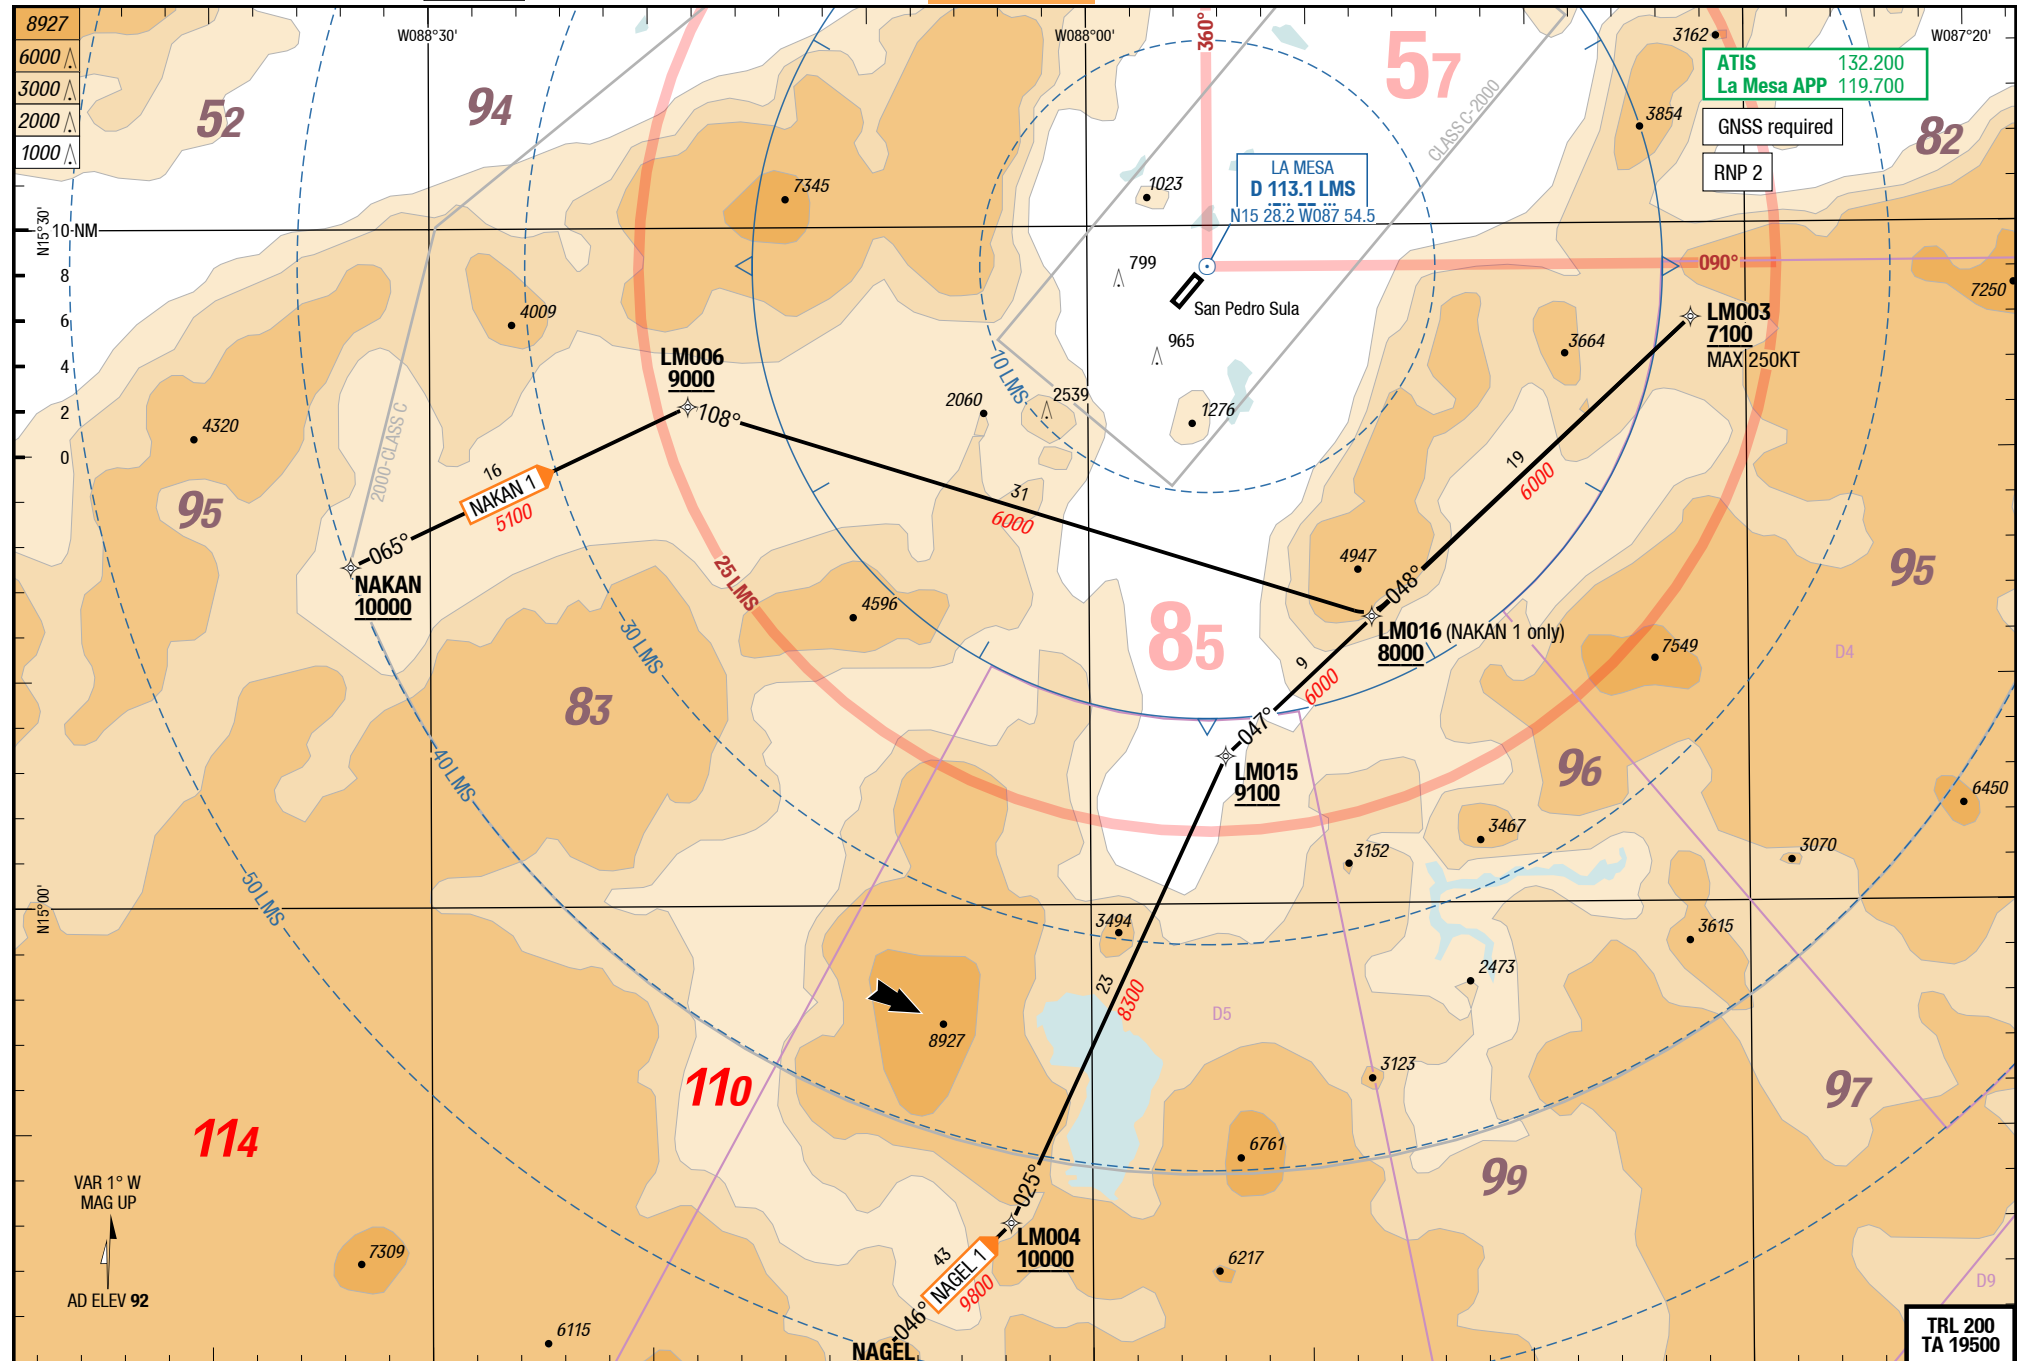 8927
6000
3000
2000
1000
W088°30'
W088°00'
W087°20'
360°
57
3162
ATIS 132.200
La Mesa APP 119.700
GNSS required
RNP 2
52
94
CLASS C-2000
3854
82
7345
1023
LA MESA
D 113.1 LMS
N15 28.2 W087 54.5
N15°30'
10 NM
8
6
4
2
0
799
090°
7250
4009
San Pedro Sula
LM003
7100
MAX 250KT
965
3664
LM006
9000
10 LMS
2060
2539
1276
108°
4320
2000-CLASS C
95
16
NAKAN 1
5100
31
6000
19
6000
065°
NAKAN
10000
25 LMS
4947
048°
95
4596
30 LMS
85
LM016 (NAKAN 1 only)
8000
7549
D4
9
6000
83
047°
40 LMS
LM015
9100
96
6450
3467
3152
3070
50 LMS
N15°00'
3494
3615
2473
23
8300
D5
8927
110
3123
97
114
6761
99
025°
VAR 1° W
MAG UP
7309
LM004
10000
43
NAGEL 1
9800
6217
D9
AD ELEV 92
046°
6115
NAGEL
TRL 200
TA 19500